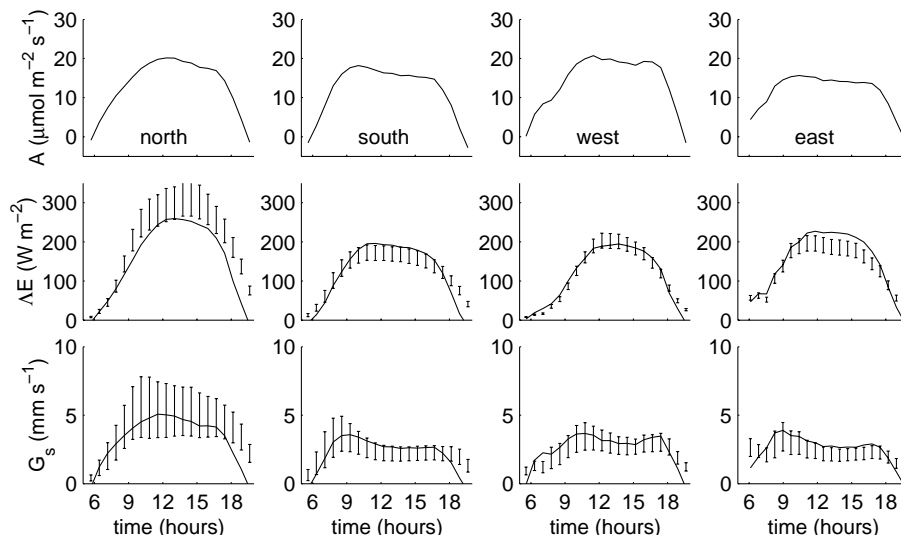 30 30 30 30
20 20 20 20
10 10 10 10
0 0 0 0
A (μmol m−2 s−1)
north south west east
300 300 300 300
200 200 200 200
100 100 100 100
0 0 0 0
ΛE (W m−2)
10 10 10 10
5 5 5 5
0 0 0 0
Gs (mm s−1)
6 9 12 15 18 6 9 12 15 18 6 9 12 15 18 6 9 12 15 18
time (hours) time (hours) time (hours) time (hours)